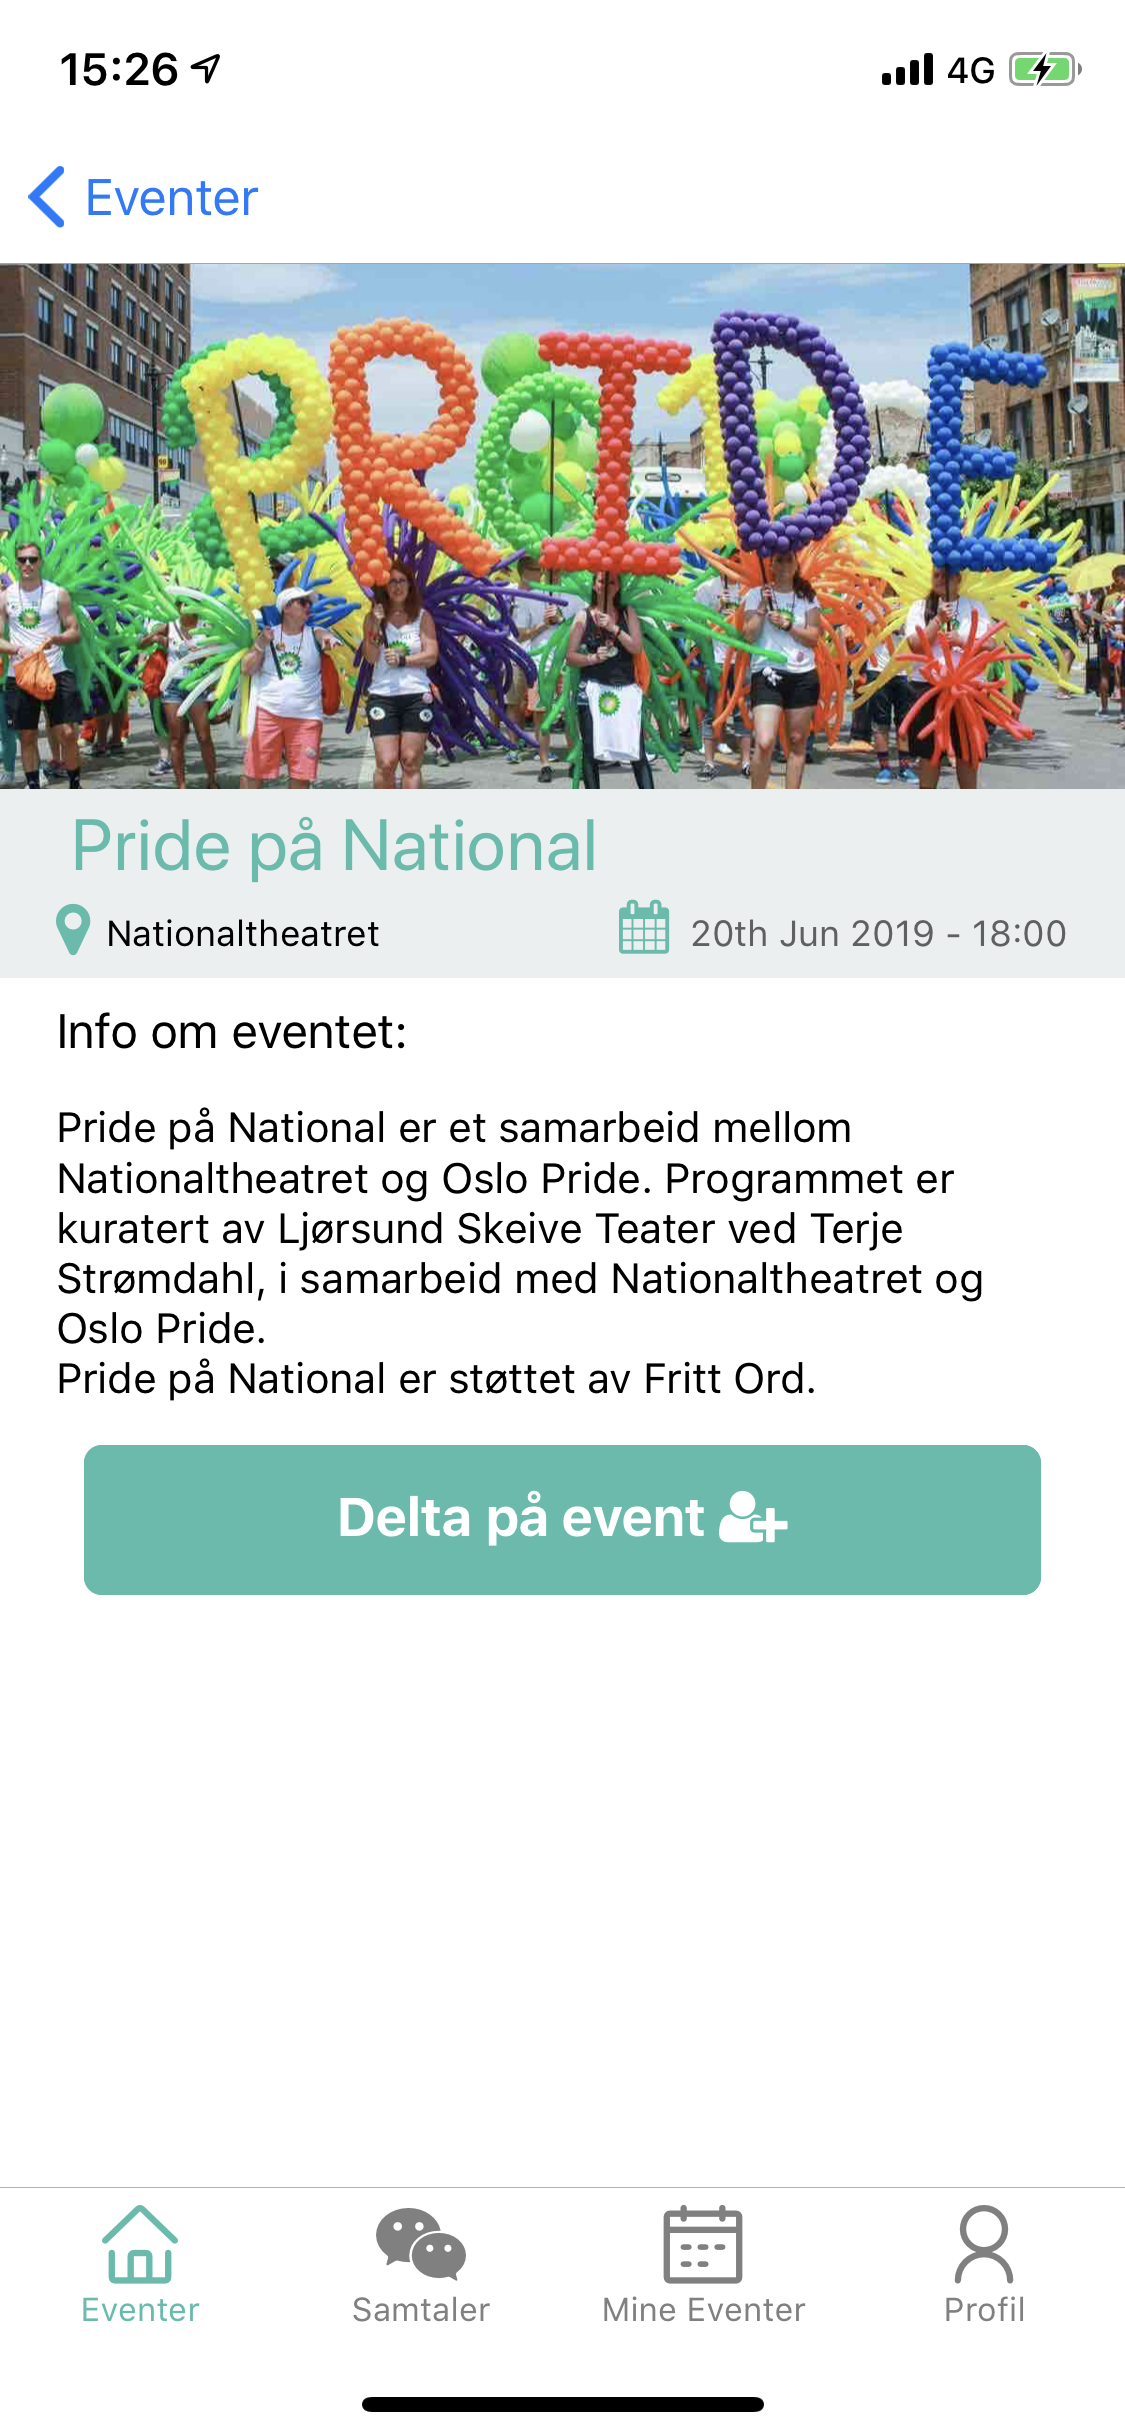 15:26
4G
Eventer
PRIDE
Pride på National
Nationaltheatret
20th Jun 2019 - 18:00
Info om eventet:
Pride på National er et samarbeid mellom
Nationaltheatret og Oslo Pride. Programmet er
kuratert av Ljørsund Skeive Teater ved Terje
Strømdahl, i samarbeid med Nationaltheatret og
Oslo Pride.
Pride på National er støttet av Fritt Ord.
Delta på event
Eventer
Samtaler
Mine Eventer
Profil